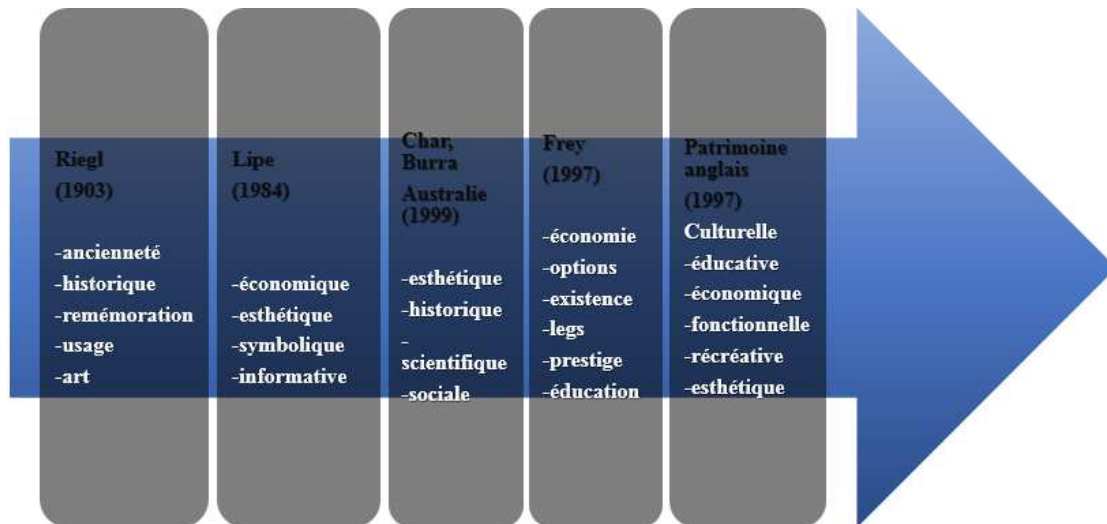 Riegl
(1903)
-ancienneté
-historique
-remémoration
-usage
-art
Lipe
(1984)
-économique
-esthétique
-symbolique
-informative
Char,
Burra
Australie
(1999)
-esthétique
-historique
-
scientifique
-sociale
Frey
(1997)
-économie
-options
-existence
-legs
-prestige
-éducation
Patrimoine
anglais
(1997)
Culturelle
-éducative
-économique
-fonctionnelle
-récréative
-esthétique